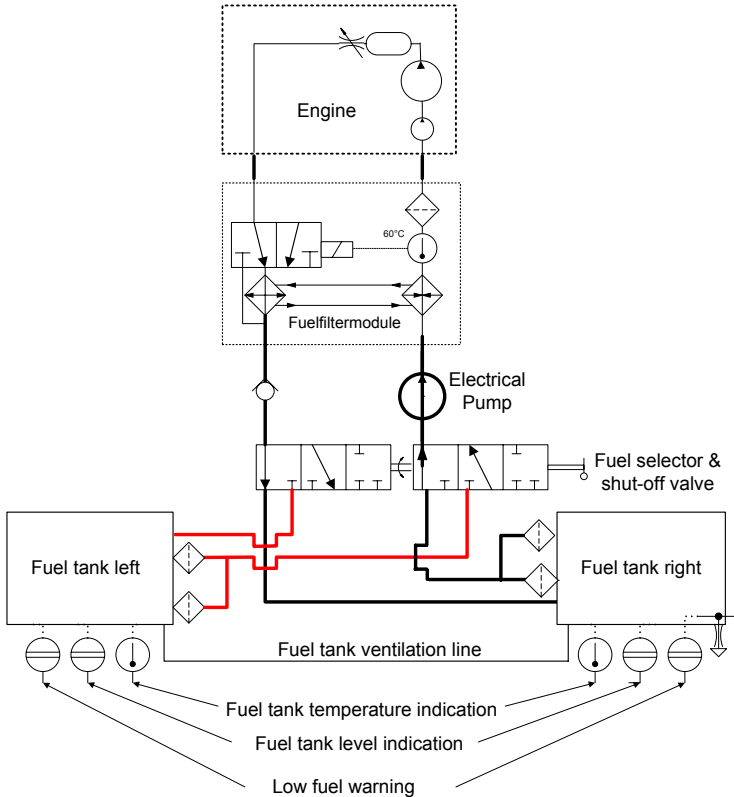 Engine
60°C
Fuelfiltermodule
Electrical
Pump
Fuel selector &
shut-off valve
Fuel tank left
Fuel tank right
Fuel tank ventilation line
Fuel tank temperature indication
Fuel tank level indication
Low fuel warning